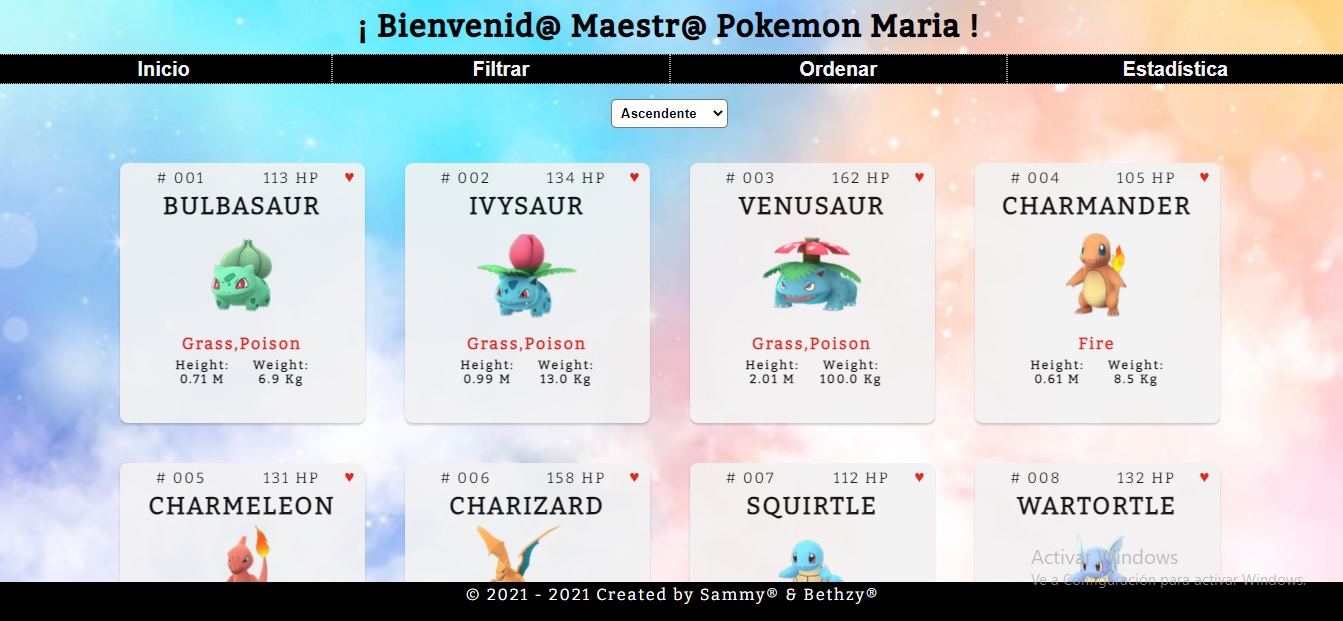 ¡ Bienvenid@ Maestr@ Pokemon Maria !
Inicio Filtrar Ordenar Estadística
Ascendente
# 001 113 HP ♥
BULBASAUR
Grass,Poison
Height: Weight:
0.71 M 6.9 Kg
# 002 134 HP ♥
IVYSAUR
Grass,Poison
Height: Weight:
0.99 M 13.0 Kg
# 003 162 HP ♥
VENUSAUR
Grass,Poison
Height: Weight:
2.01 M 100.0 Kg
# 004 105 HP ♥
CHARMANDER
Fire
Height: Weight:
0.61 M 8.5 Kg
# 005 131 HP ♥
CHARMELEON
# 006 158 HP ♥
CHARIZARD
# 007 112 HP ♥
SQUIRTLE
# 008 132 HP ♥
WARTORTLE
Activar Windows
Ve a Configuración para activar Windows.
© 2021 - 2021 Created by Sammy® & Bethzy®